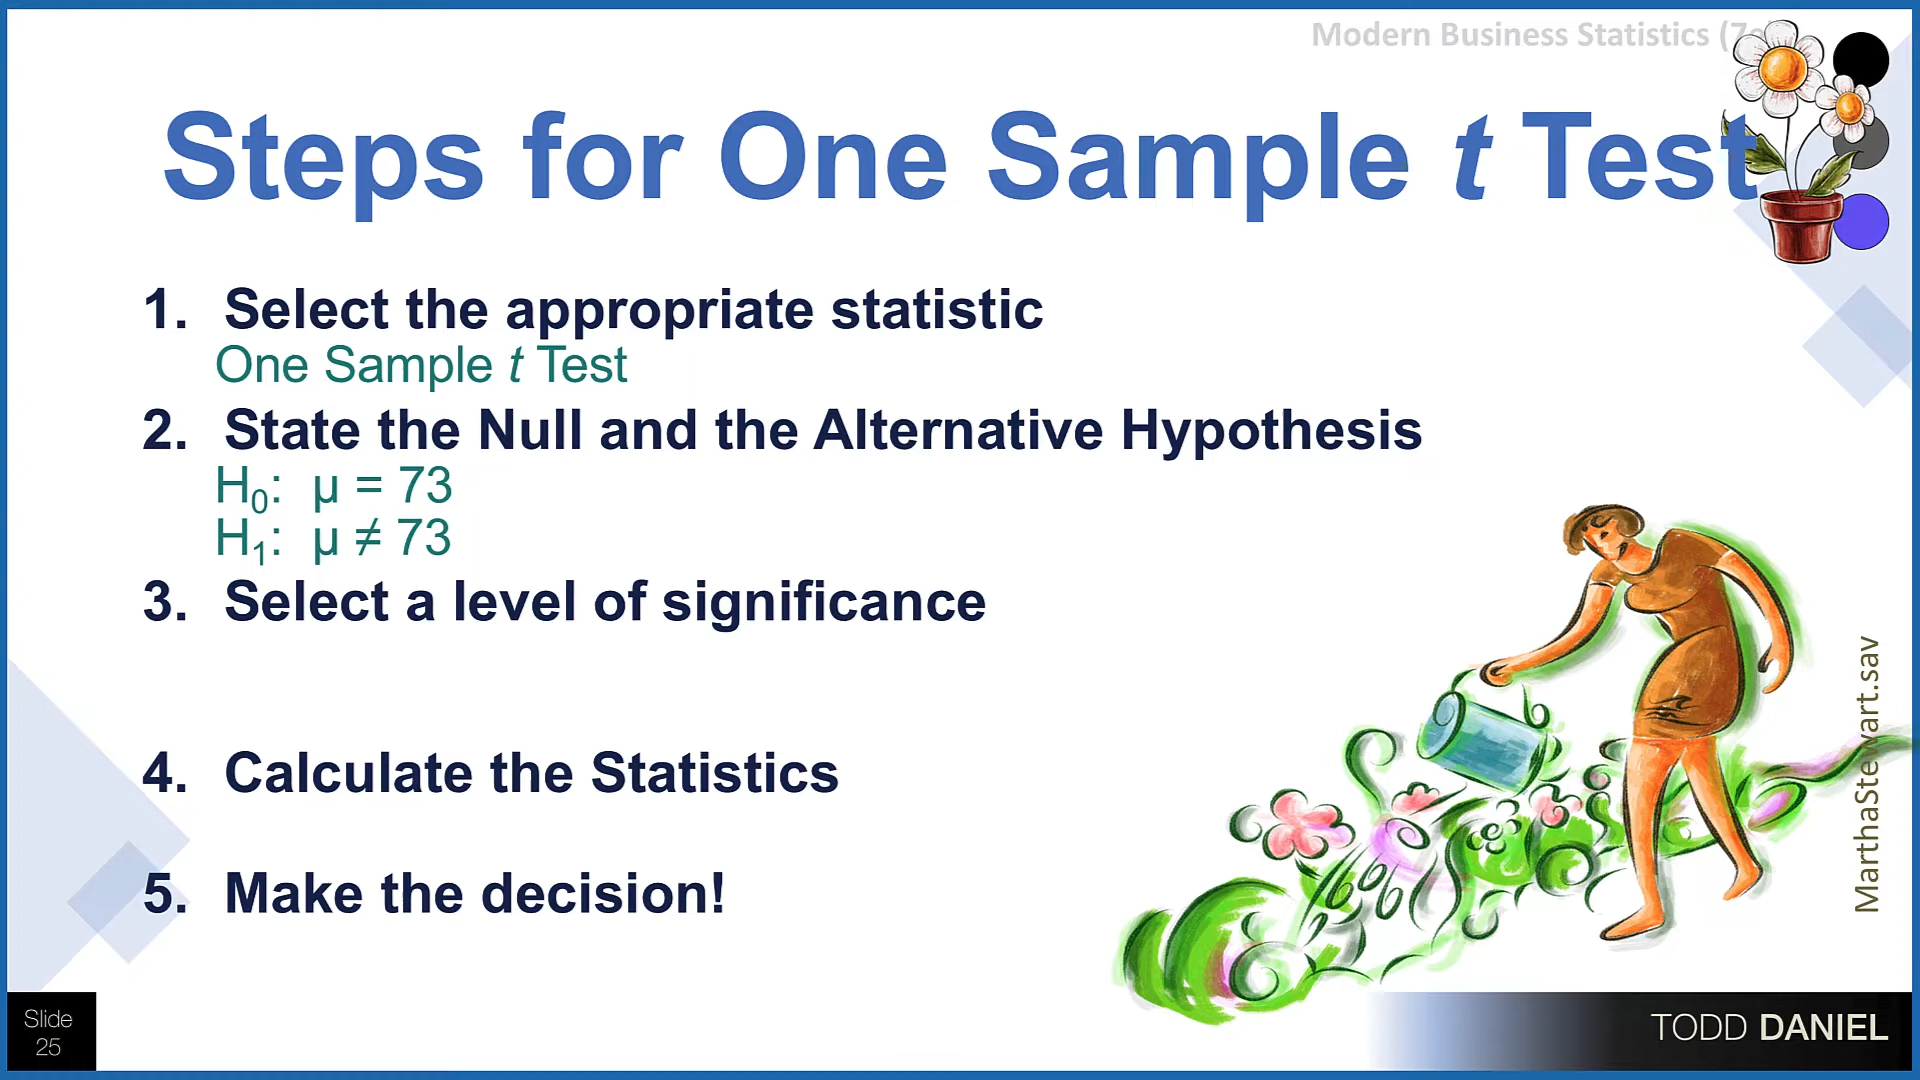 Modern Business Statistics (7e
Steps for One Sample t Test
1. Select the appropriate statistic
One Sample t Test
2. State the Null and the Alternative Hypothesis
H₀: μ = 73
H₁: μ ≠ 73
3. Select a level of significance
4. Calculate the Statistics
5. Make the decision!
MarthaStewart.sav
Slide
25
TODD DANIEL